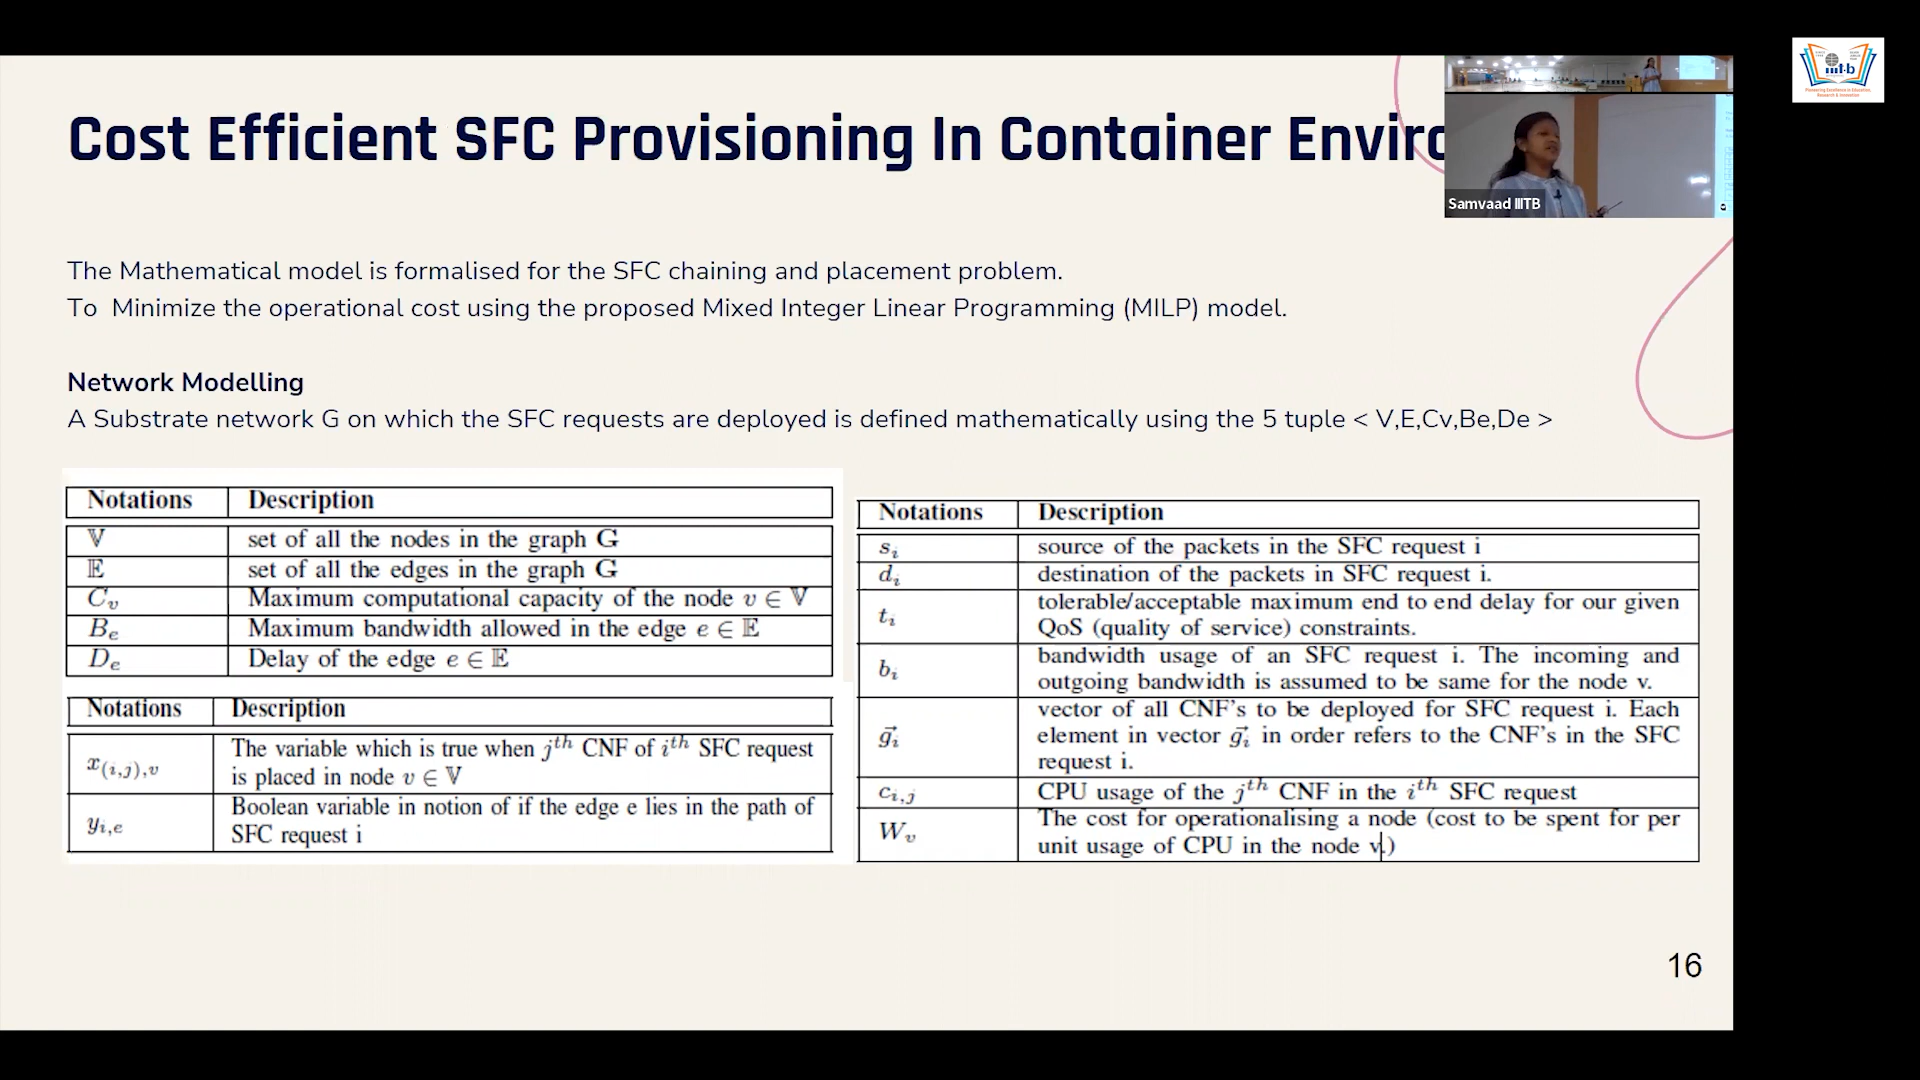 Cost Efficient SFC Provisioning In Container Enviro
Samvaad IIITB
iiit-b
The Mathematical model is formalised for the SFC chaining and placement problem.
To Minimize the operational cost using the proposed Mixed Integer Linear Programming (MILP) model.
Network Modelling
A Substrate network G on which the SFC requests are deployed is defined mathematically using the 5 tuple < V,E,Cv,Be,De >
Notations Description
𝕍 set of all the nodes in the graph G
𝔼 set of all the edges in the graph G
C_v Maximum computational capacity of the node v ∈ 𝕍
B_e Maximum bandwidth allowed in the edge e ∈ 𝔼
D_e Delay of the edge e ∈ 𝔼
Notations Description
x_(i,j),v The variable which is true when j^th CNF of i^th SFC request
is placed in node v ∈ 𝕍
y_i,e Boolean variable in notion of if the edge e lies in the path of
SFC request i
Notations Description
s_i source of the packets in the SFC request i
d_i destination of the packets in SFC request i.
t_i tolerable/acceptable maximum end to end delay for our given
QoS (quality of service) constraints.
b_i bandwidth usage of an SFC request i. The incoming and
outgoing bandwidth is assumed to be same for the node v.
g⃗_i vector of all CNF's to be deployed for SFC request i. Each
element in vector g⃗_i in order refers to the CNF's in the SFC
request i.
c_i,j CPU usage of the j^th CNF in the i^th SFC request
W_v The cost for operationalising a node (cost to be spent for per
unit usage of CPU in the node v.)
16